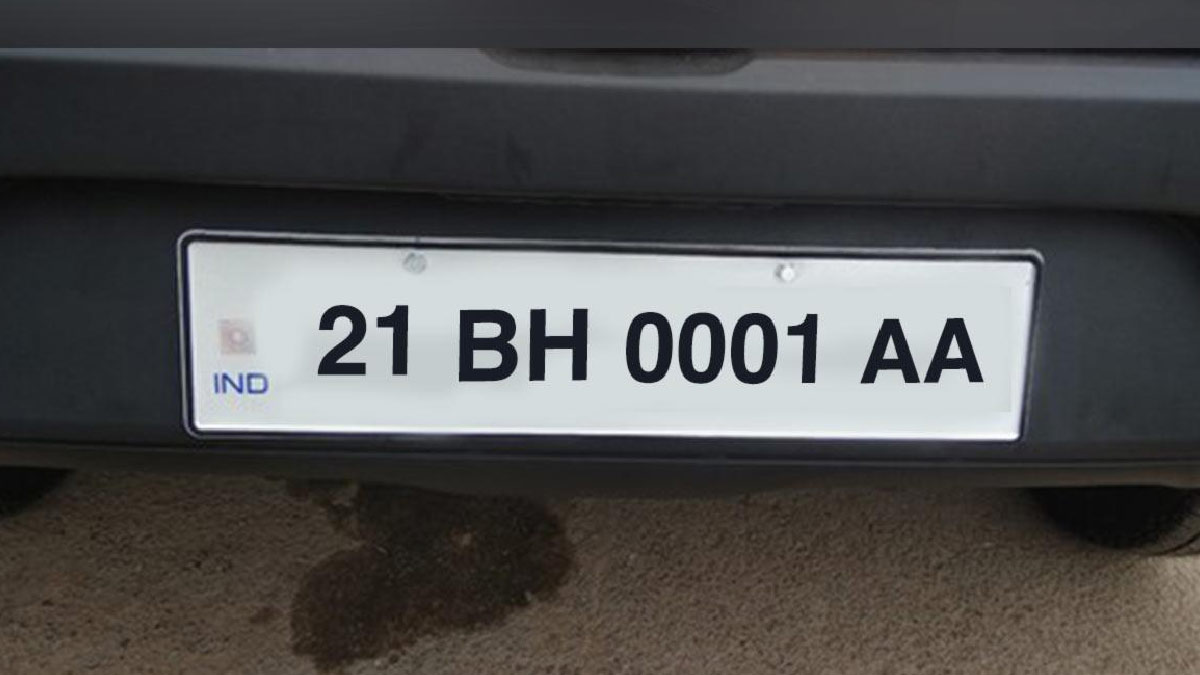 21 BH 0001 AA
IND